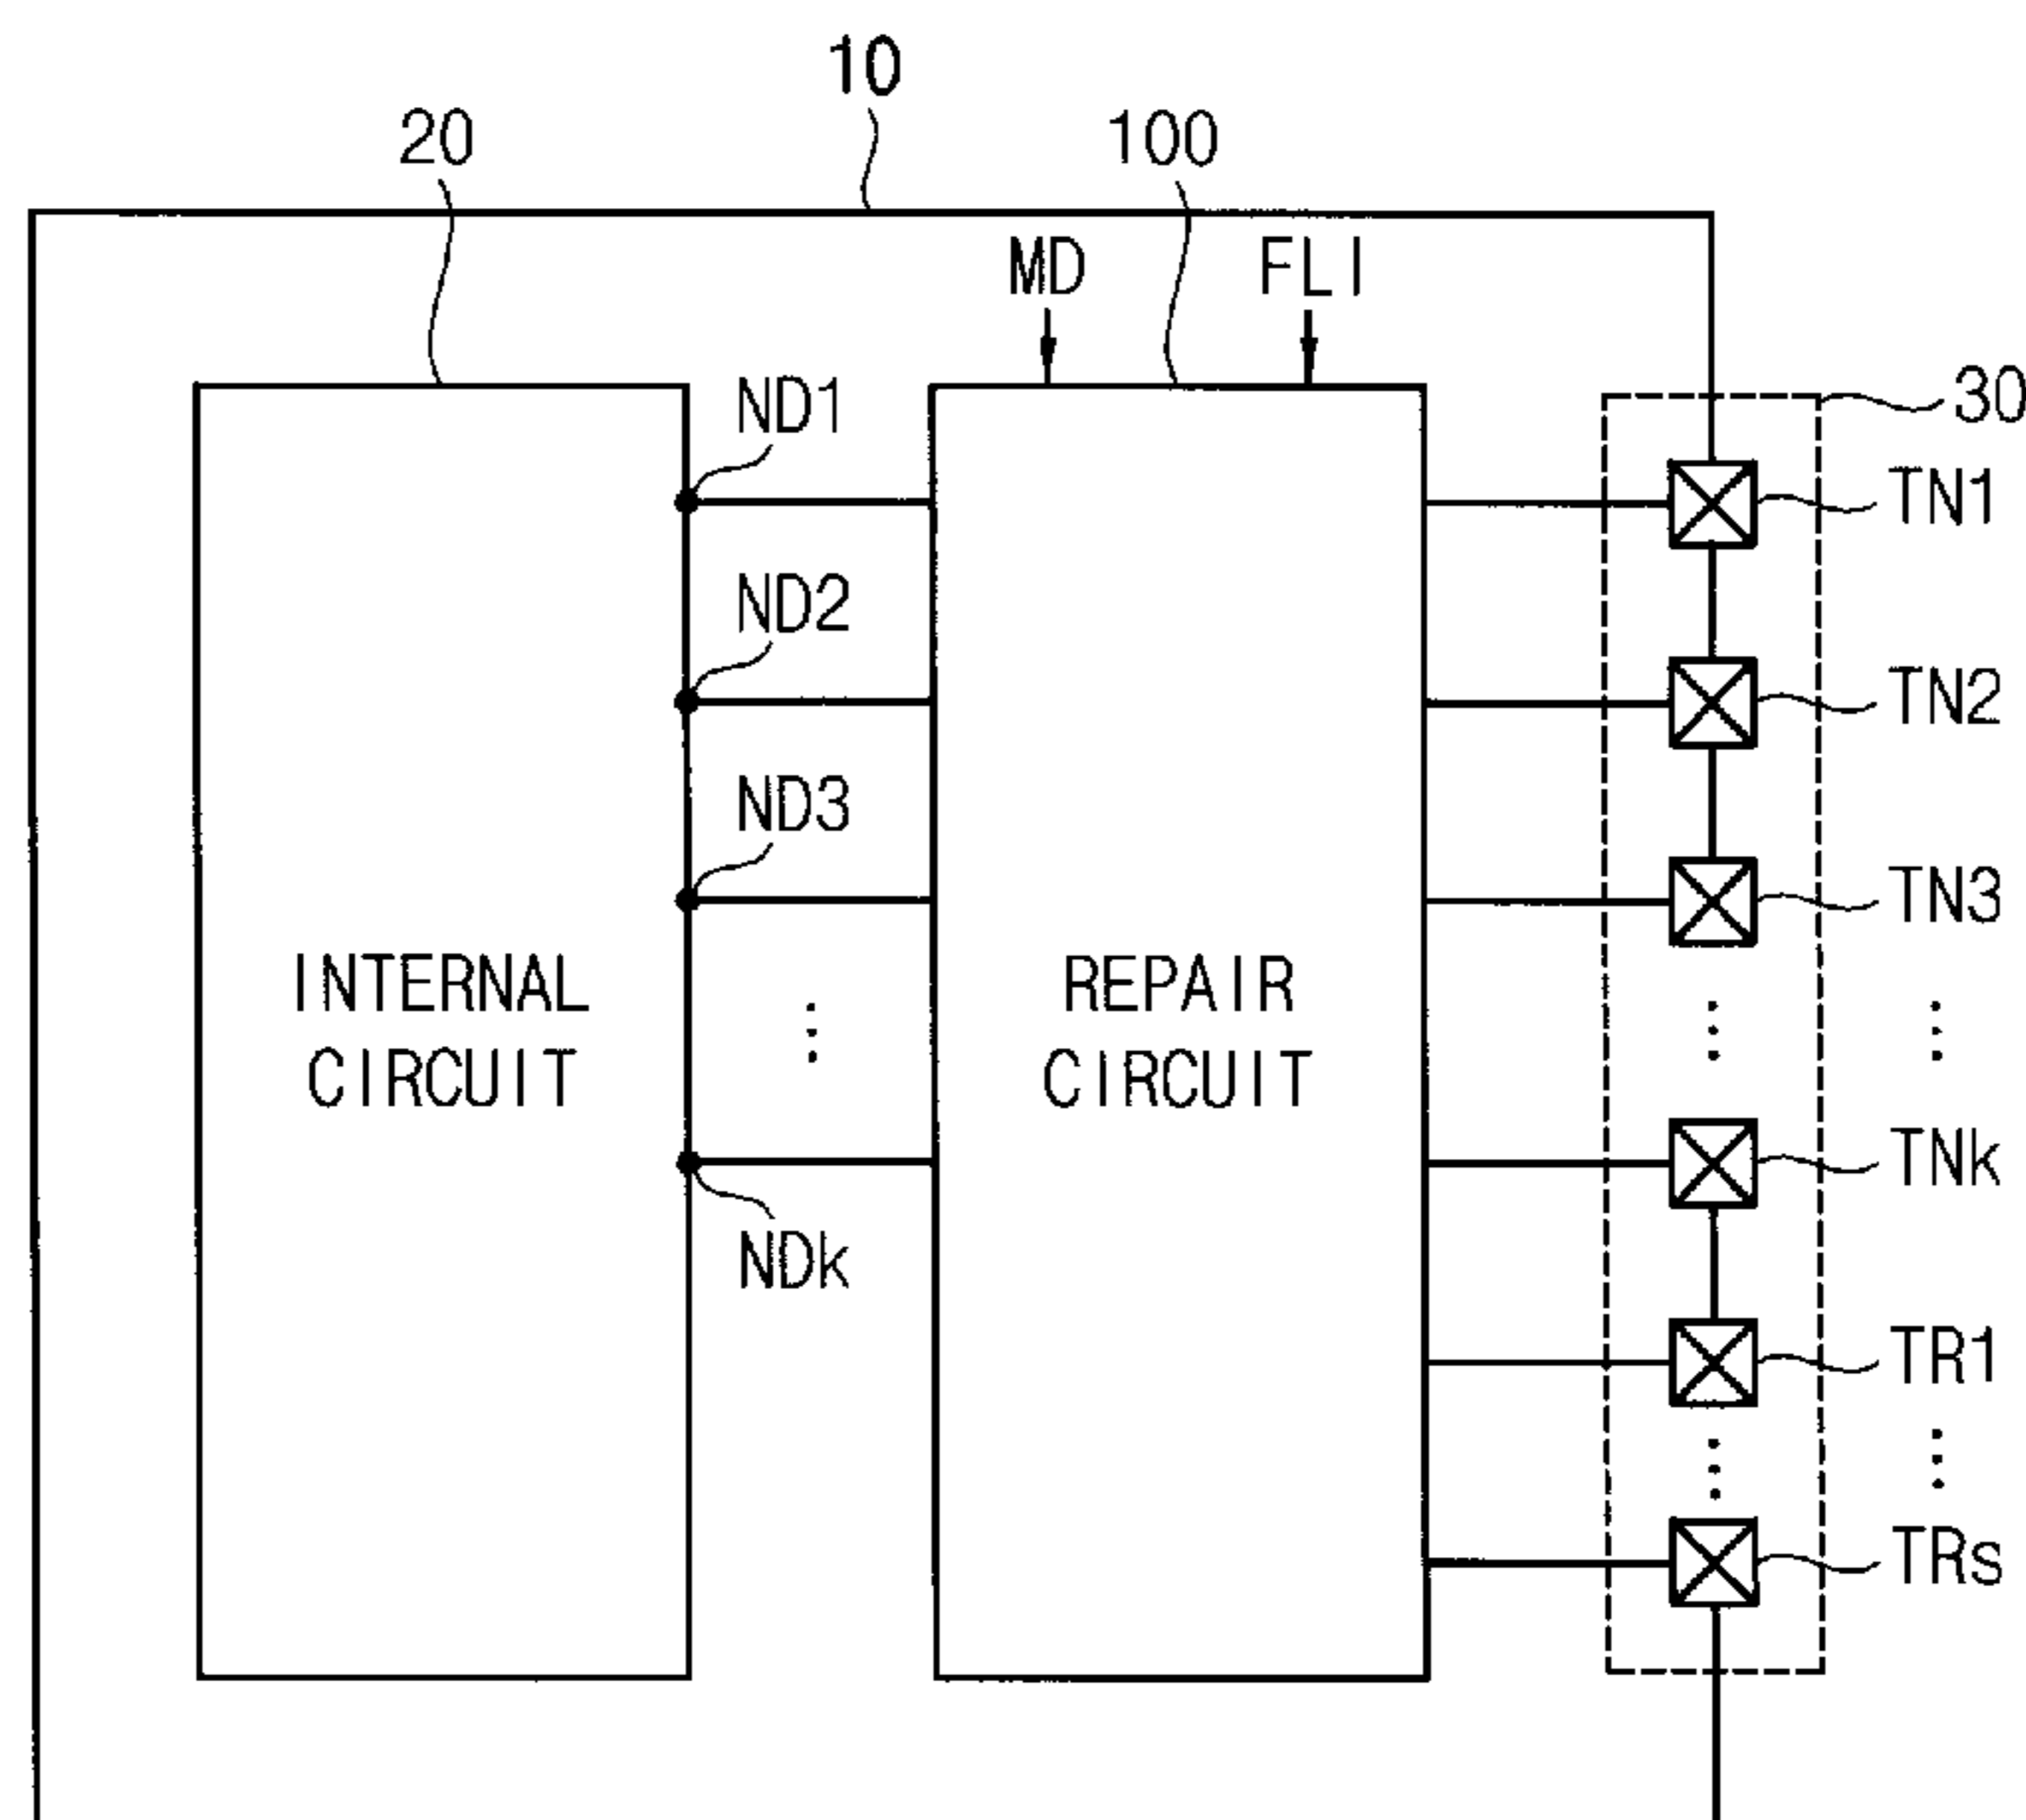 10
20
100
MD
FLI
30
ND1
TN1
ND2
TN2
ND3
TN3
INTERNAL
CIRCUIT
REPAIR
CIRCUIT
TNk
NDk
TR1
TRs